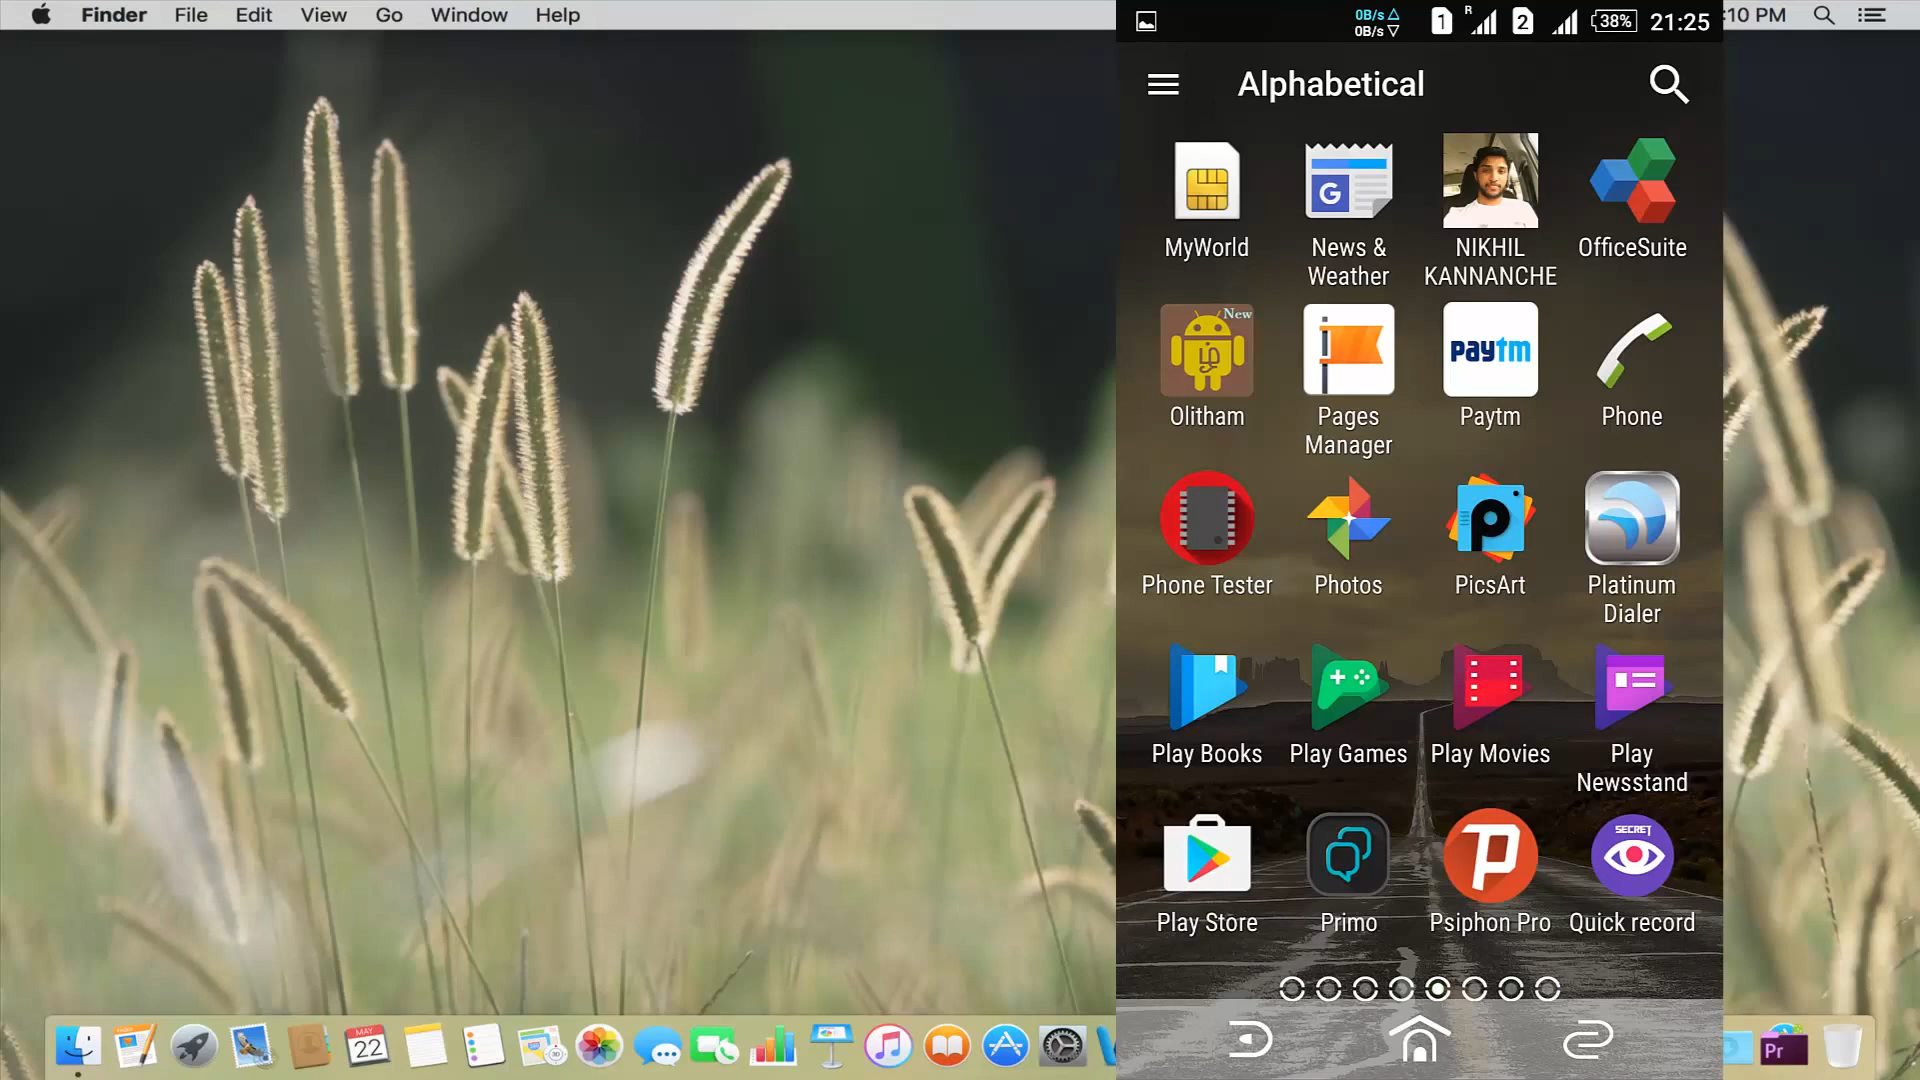 Finder File Edit View Go Window Help
:10 PM
0B/s
0B/s
1 R 2 38% 21:25
Alphabetical
MyWorld
News &
Weather
NIKHIL
KANNANCHE
OfficeSuite
New
ழ
Olitham
Pages
Manager
paytm
Paytm
Phone
Phone Tester
Photos
PicsArt
Platinum
Dialer
Play Books
Play Games
Play Movies
Play
Newsstand
Play Store
Primo
Psiphon Pro
SECRET
Quick record
MAY
22
Pr